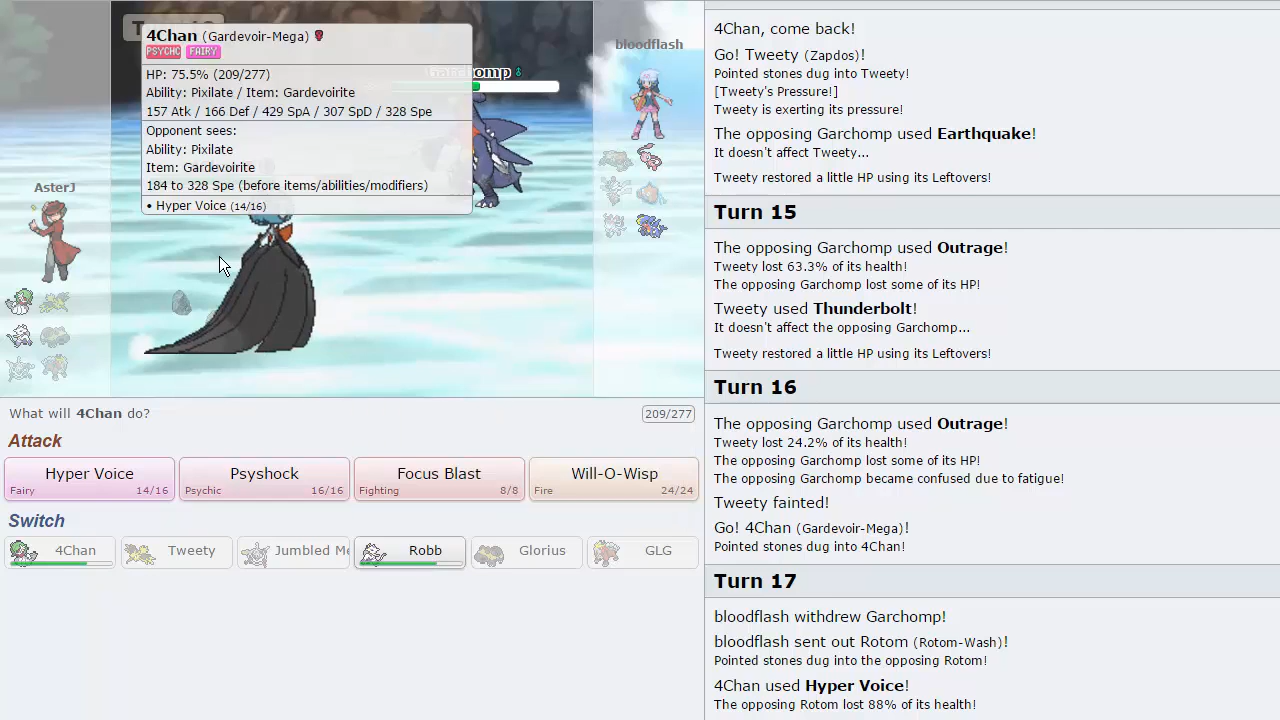 4Chan (Gardevoir-Mega)
PSYCHC FAIRY
HP: 75.5% (209/277)
Ability: Pixilate / Item: Gardevoirite
157 Atk / 166 Def / 429 SpA / 307 SpD / 328 Spe
Opponent sees:
Ability: Pixilate
Item: Gardevoirite
184 to 328 Spe (before items/abilities/modifiers)
• Hyper Voice (14/16)
bloodflash
AsterJ
What will 4Chan do?
209/277
Attack
Hyper Voice
Fairy 14/16
Psyshock
Psychic 16/16
Focus Blast
Fighting 8/8
Will-O-Wisp
Fire 24/24
Switch
4Chan
Tweety
Jumbled Me
Robb
Glorius
GLG
4Chan, come back!
Go! Tweety (Zapdos)!
Pointed stones dug into Tweety!
[Tweety's Pressure!]
Tweety is exerting its pressure!
The opposing Garchomp used Earthquake!
It doesn't affect Tweety...
Tweety restored a little HP using its Leftovers!
Turn 15
The opposing Garchomp used Outrage!
Tweety lost 63.3% of its health!
The opposing Garchomp lost some of its HP!
Tweety used Thunderbolt!
It doesn't affect the opposing Garchomp...
Tweety restored a little HP using its Leftovers!
Turn 16
The opposing Garchomp used Outrage!
Tweety lost 24.2% of its health!
The opposing Garchomp lost some of its HP!
The opposing Garchomp became confused due to fatigue!
Tweety fainted!
Go! 4Chan (Gardevoir-Mega)!
Pointed stones dug into 4Chan!
Turn 17
bloodflash withdrew Garchomp!
bloodflash sent out Rotom (Rotom-Wash)!
Pointed stones dug into the opposing Rotom!
4Chan used Hyper Voice!
The opposing Rotom lost 88% of its health!